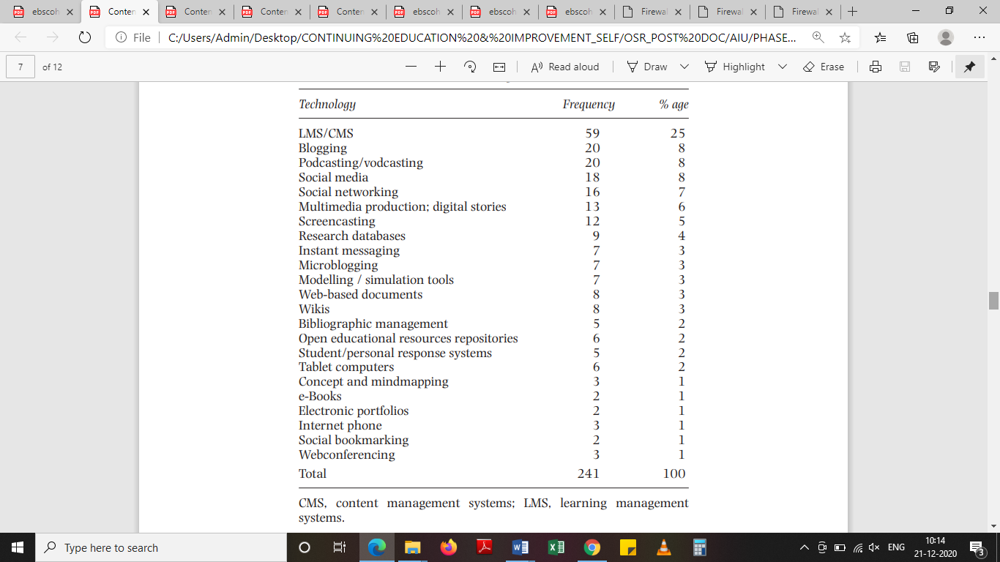 ebscoh Conten Conten Conten Conten ebscoh ebscoh ebscoh Firewal Firewal Firewal
File C:/Users/Admin/Desktop/CONTINUING%20EDUCATION%20&%20IMPROVEMENT_SELF/OSR_POST%20DOC/AIU/PHASE...
7 of 12 Read aloud Draw Highlight Erase
Technology Frequency % age
LMS/CMS 59 25
Blogging 20 8
Podcasting/vodcasting 20 8
Social media 18 8
Social networking 16 7
Multimedia production; digital stories 13 6
Screencasting 12 5
Research databases 9 4
Instant messaging 7 3
Microblogging 7 3
Modelling / simulation tools 7 3
Web-based documents 8 3
Wikis 8 3
Bibliographic management 5 2
Open educational resources repositories 6 2
Student/personal response systems 5 2
Tablet computers 6 2
Concept and mindmapping 3 1
e-Books 2 1
Electronic portfolios 2 1
Internet phone 3 1
Social bookmarking 2 1
Webconferencing 3 1
Total 241 100
CMS, content management systems; LMS, learning management
systems.
Type here to search ENG 10:14
21-12-2020 3